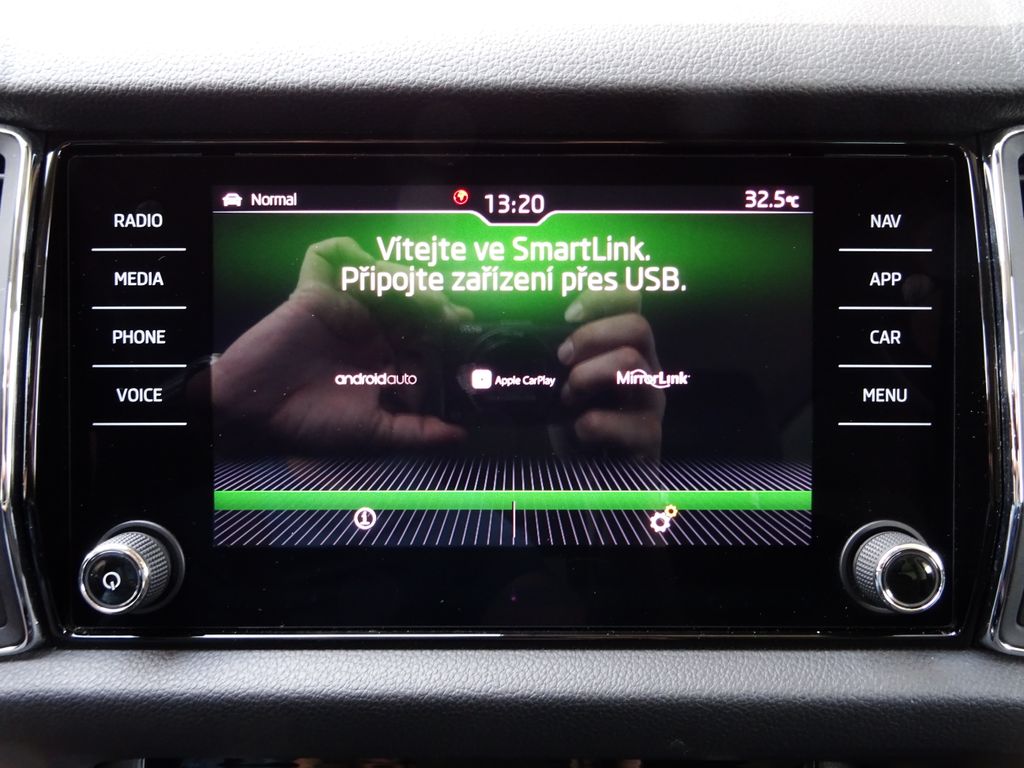 Normal
13:20
32.5°C
Vítejte ve SmartLink.
Připojte zařízení přes USB.
androidauto
Apple CarPlay
MirrorLink
RADIO
MEDIA
PHONE
VOICE
NAV
APP
CAR
MENU